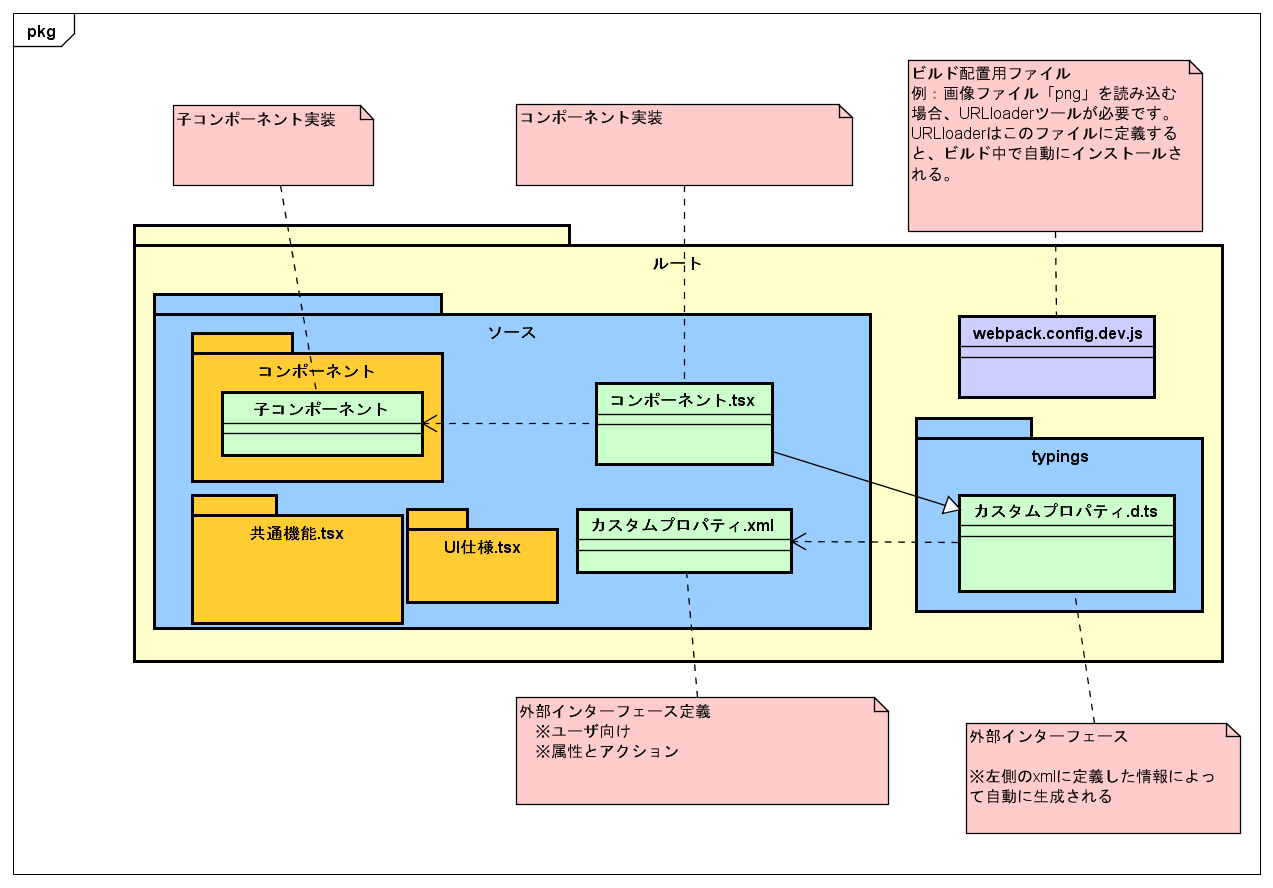 pkg
ビルド配置用ファイル
例：画像ファイル「png」を読み込む
場合、URLloaderツールが必要です。
URLloaderはこのファイルに定義する
と、ビルド中で自動にインストールさ
れる。
子コンポーネント実装
コンポーネント実装
ルート
ソース
webpack.config.dev.js
コンポーネント
子コンポーネント
コンポーネント.tsx
typings
カスタムプロパティ.d.ts
共通機能.tsx
UI仕様.tsx
カスタムプロパティ.xml
外部インターフェース定義
※ユーザ向け
※属性とアクション
外部インターフェース
※左側のxmlに定義した情報によっ
て自動に生成される